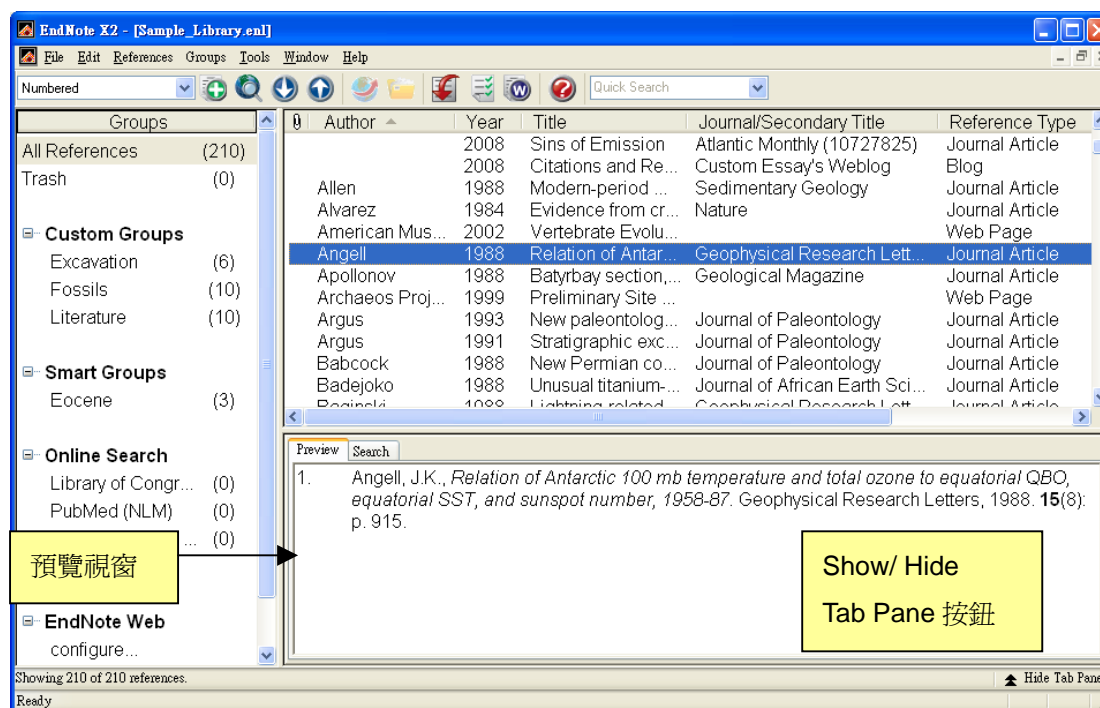 EndNote X2 - [Sample_Library.enl]
File Edit References Groups Tools Window Help
Numbered Quick Search
Groups
All References (210)
Trash (0)
Custom Groups
Excavation (6)
Fossils (10)
Literature (10)
Smart Groups
Eocene (3)
Online Search
Library of Congr... (0)
PubMed (NLM) (0)
... (0)
EndNote Web
configure...
Author Year Title Journal/Secondary Title Reference Type
2008 Sins of Emission Atlantic Monthly (10727825) Journal Article
2008 Citations and Re... Custom Essay's Weblog Blog
Allen 1988 Modern-period ... Sedimentary Geology Journal Article
Alvarez 1984 Evidence from cr... Nature Journal Article
American Mus... 2002 Vertebrate Evolu... Web Page
Angell 1988 Relation of Antar... Geophysical Research Lett... Journal Article
Apollonov 1988 Batyrbay section,... Geological Magazine Journal Article
Archaeos Proj... 1999 Preliminary Site ... Web Page
Argus 1993 New paleontolog... Journal of Paleontology Journal Article
Argus 1991 Stratigraphic exc... Journal of Paleontology Journal Article
Babcock 1988 New Permian co... Journal of Paleontology Journal Article
Badejoko 1988 Unusual titanium-... Journal of African Earth Sci... Journal Article
Baginski 1988 Lightning-related Geophysical Research Lett Journal Article
Preview Search
1. Angell, J.K., Relation of Antarctic 100 mb temperature and total ozone to equatorial QBO,
equatorial SST, and sunspot number, 1958-87. Geophysical Research Letters, 1988. 15(8):
p. 915.
預覽視窗
Show/ Hide
Tab Pane 按鈕
Showing 210 of 210 references. Hide Tab Pane
Ready